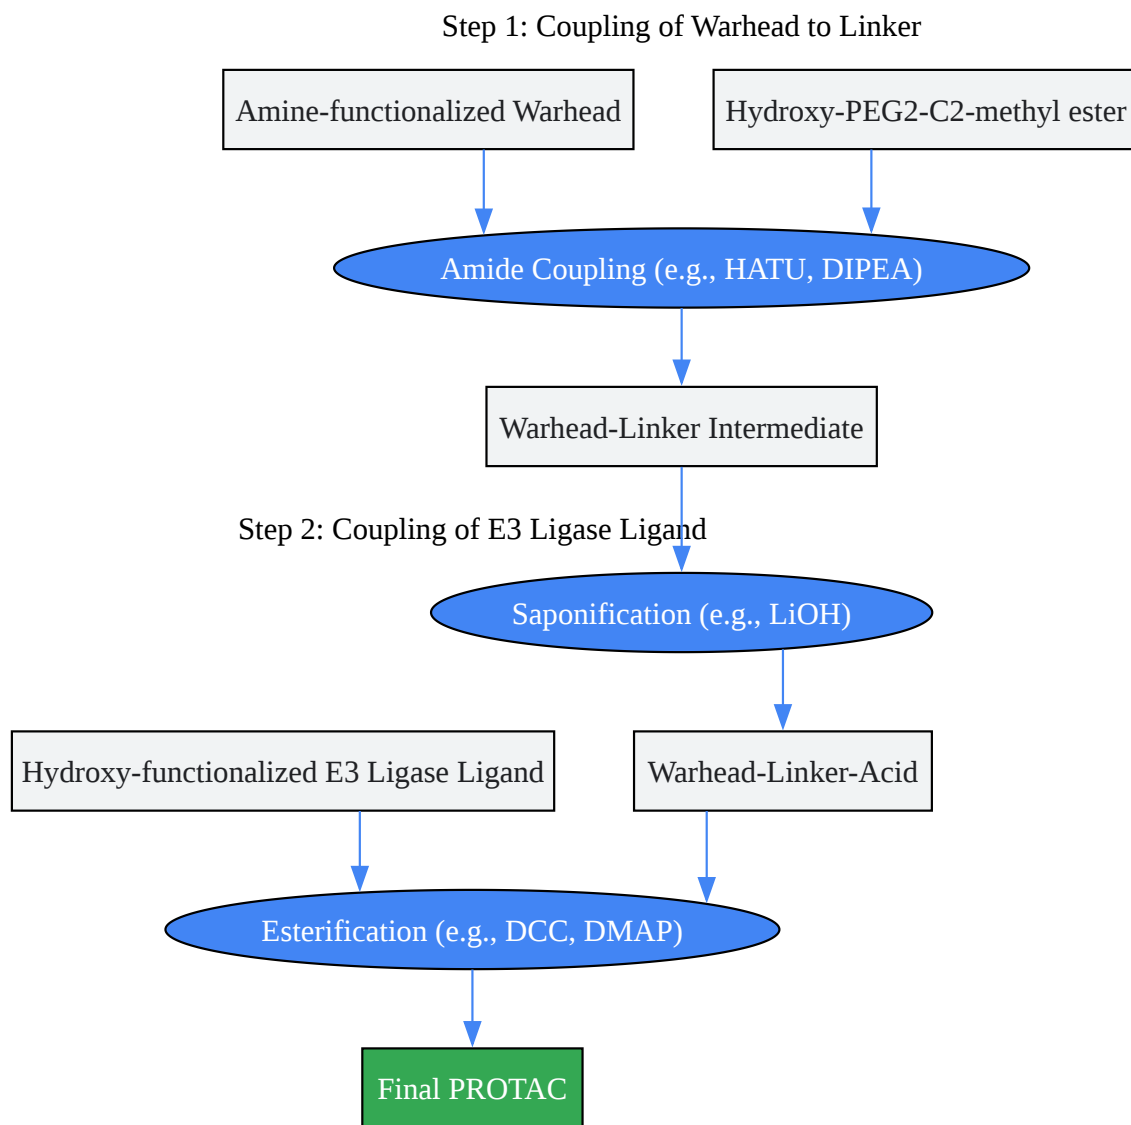 Step 1: Coupling of Warhead to Linker
Amine-functionalized Warhead
Hydroxy-PEG2-C2-methyl ester
Amide Coupling (e.g., HATU, DIPEA)
Warhead-Linker Intermediate
Step 2: Coupling of E3 Ligase Ligand
Saponification (e.g., LiOH)
Hydroxy-functionalized E3 Ligase Ligand
Warhead-Linker-Acid
Esterification (e.g., DCC, DMAP)
Final PROTAC